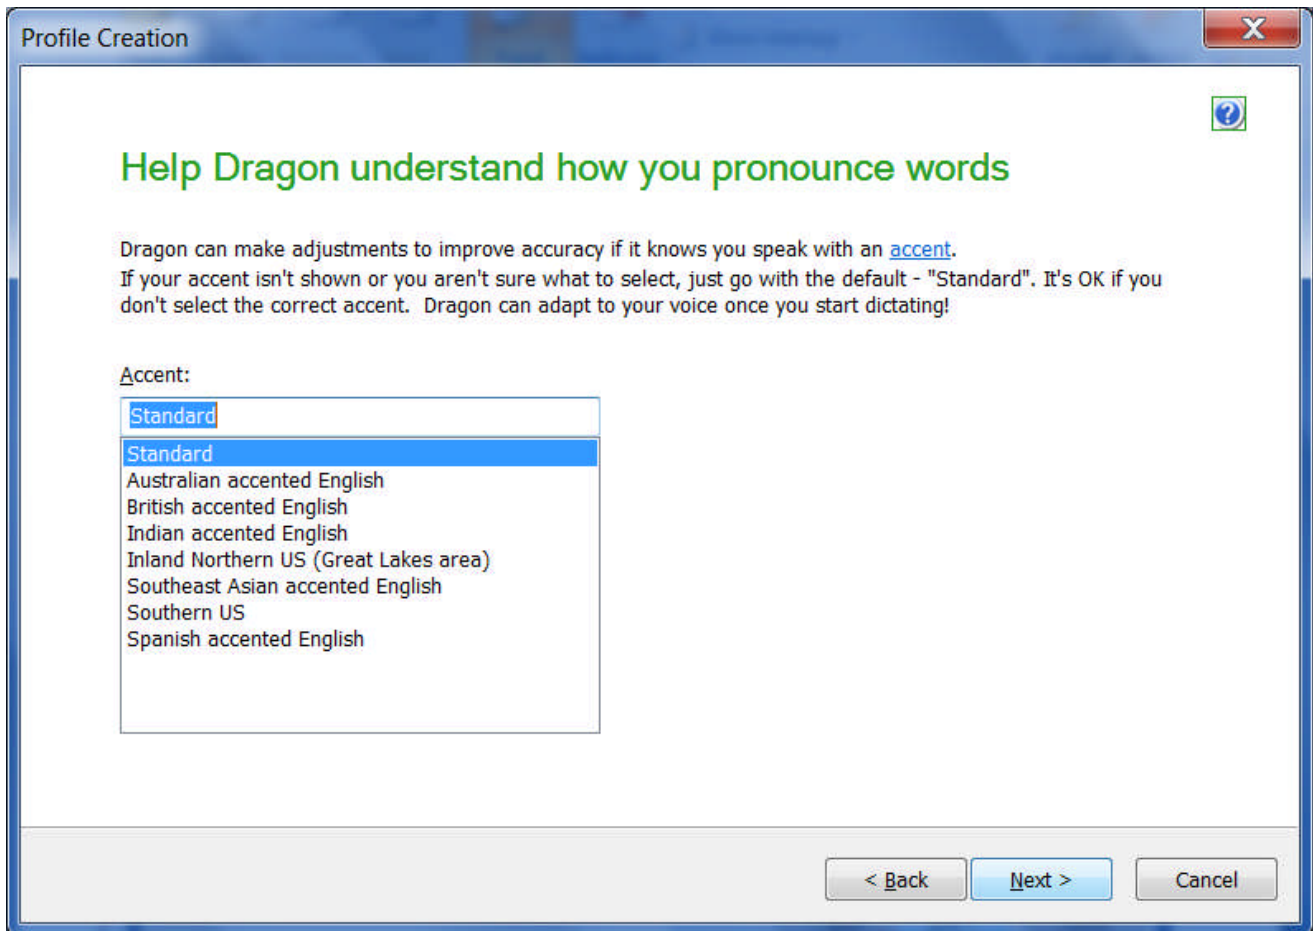 Profile Creation
X
?
Help Dragon understand how you pronounce words
Dragon can make adjustments to improve accuracy if it knows you speak with an accent.
If your accent isn't shown or you aren't sure what to select, just go with the default - "Standard". It's OK if you
don't select the correct accent.  Dragon can adapt to your voice once you start dictating!
Accent:
Standard
Standard
Australian accented English
British accented English
Indian accented English
Inland Northern US (Great Lakes area)
Southeast Asian accented English
Southern US
Spanish accented English
< Back Next > Cancel